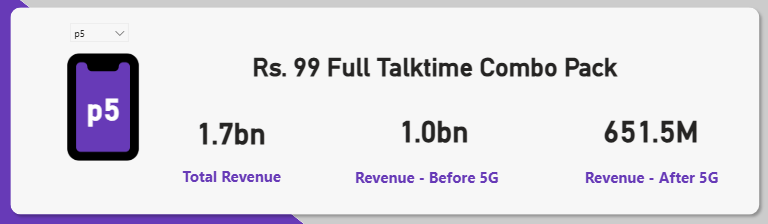 p5
p5
Rs. 99 Full Talktime Combo Pack
1.7bn
Total Revenue
1.0bn
Revenue - Before 5G
651.5M
Revenue - After 5G